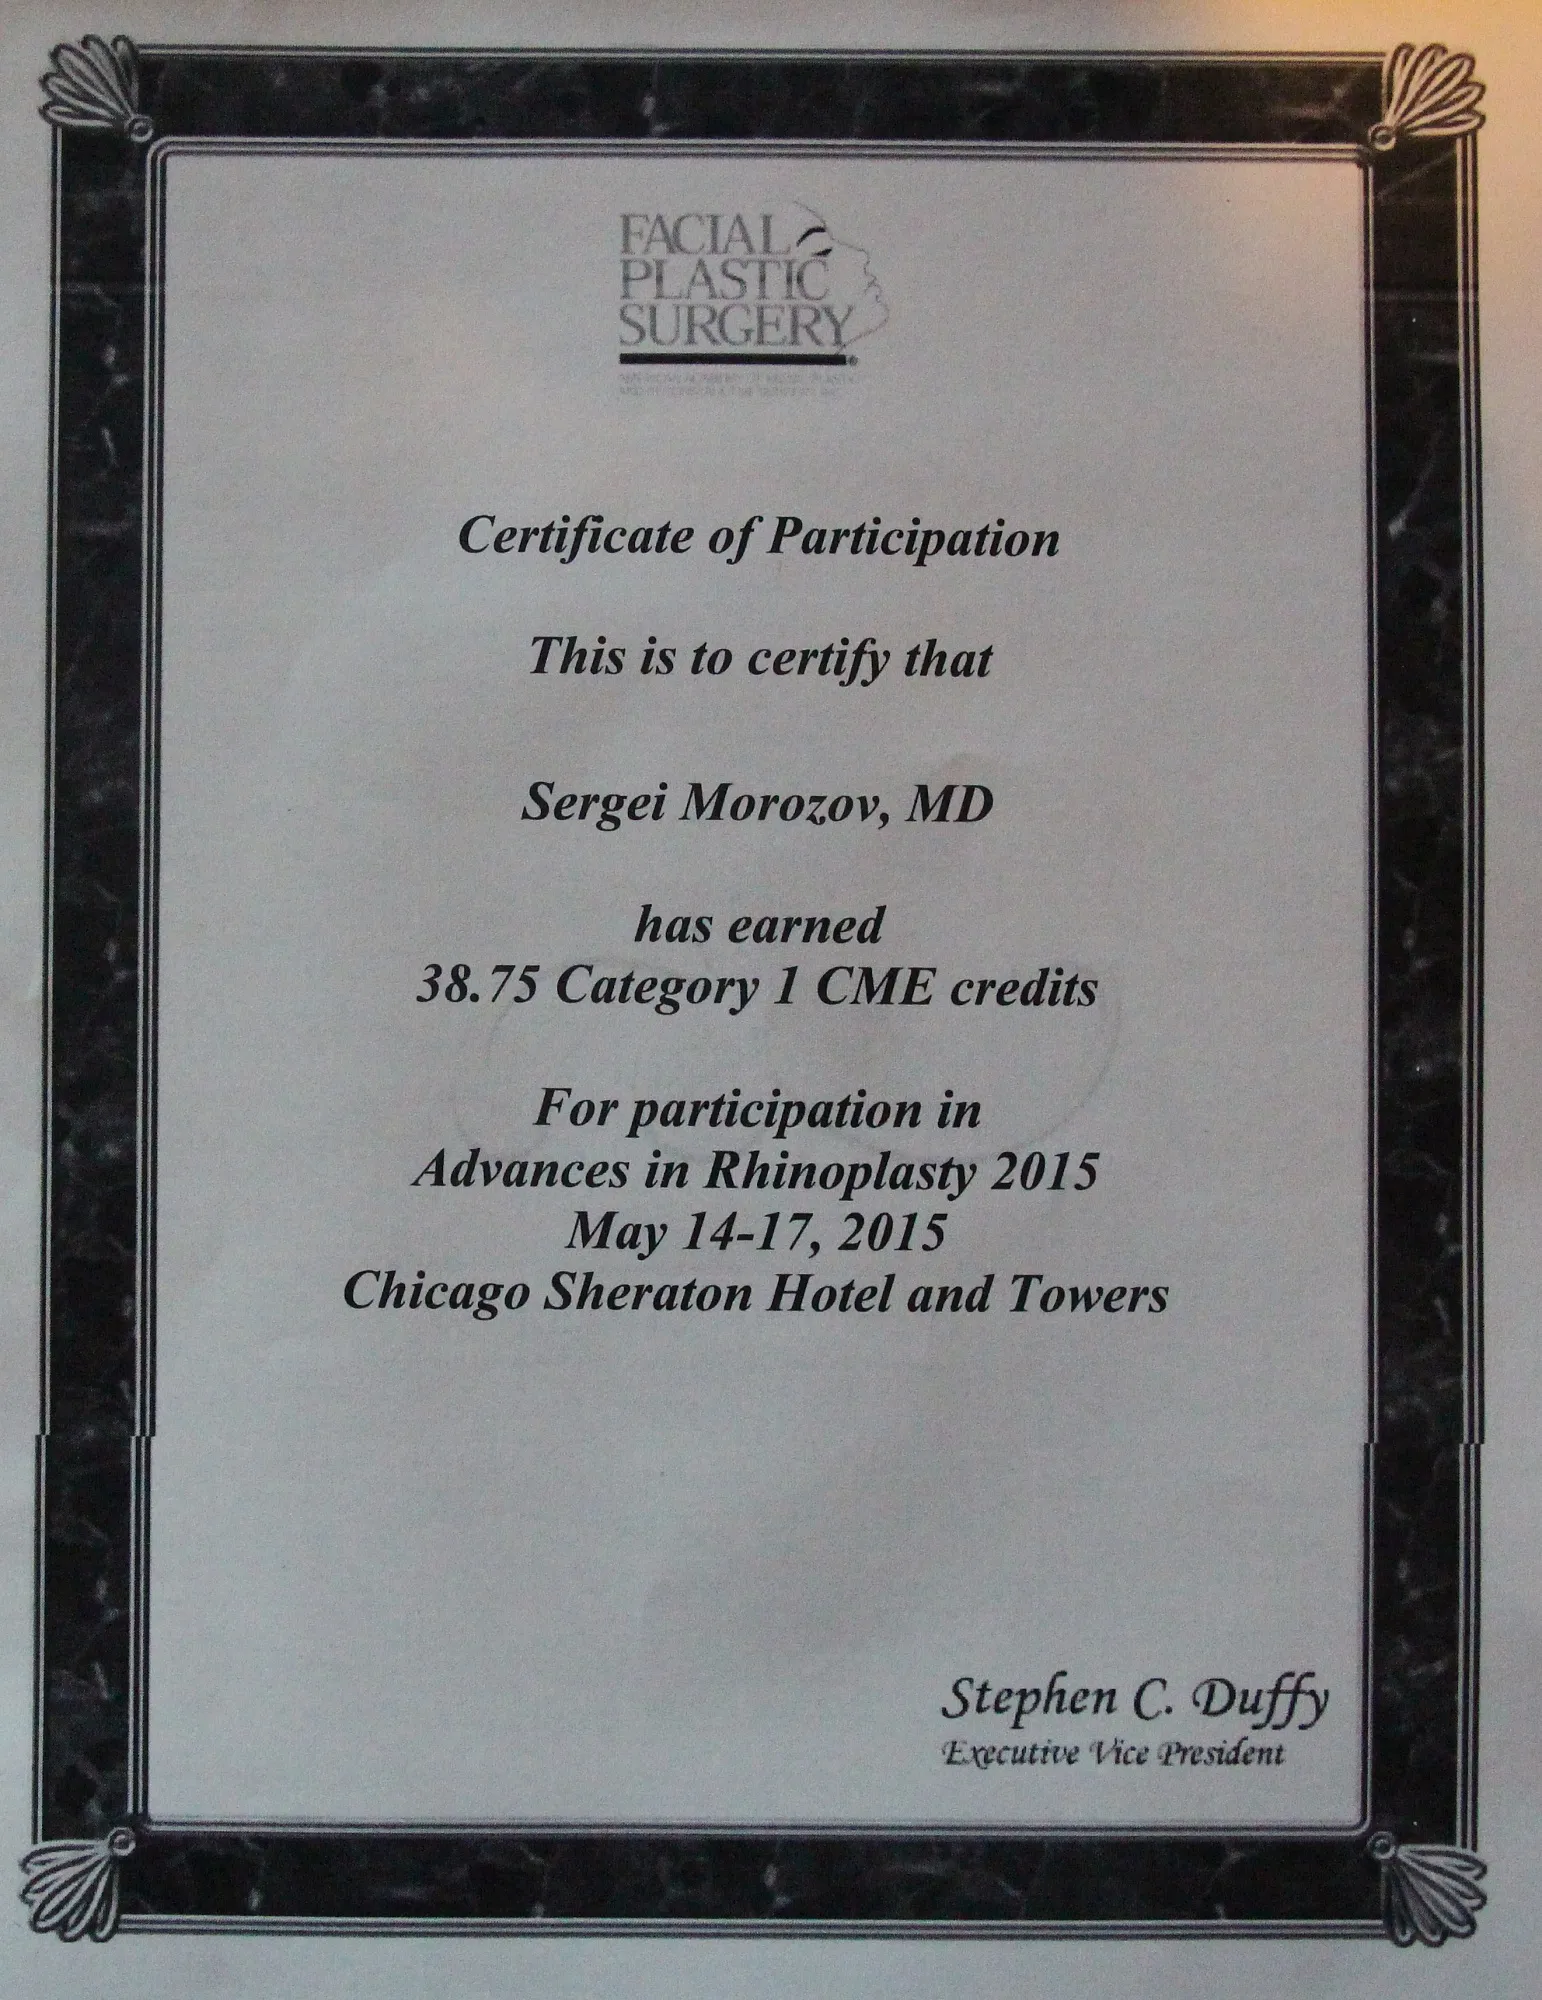 FACIAL
PLASTIC
SURGERY
Certificate of Participation
This is to certify that
Sergei Morozov, MD
has earned
38.75 Category 1 CME credits
For participation in
Advances in Rhinoplasty 2015
May 14-17, 2015
Chicago Sheraton Hotel and Towers
Stephen C. Duffy
Executive Vice President